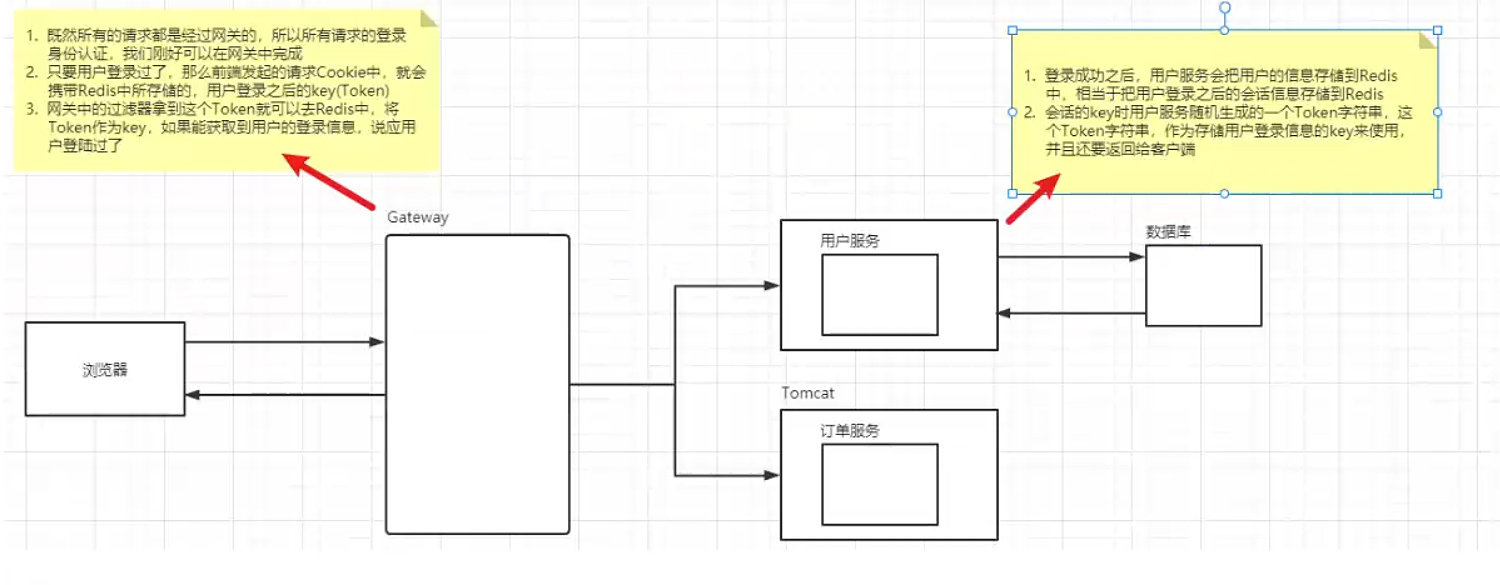 1. 既然所有的请求都是经过网关的，所以所有请求的登录
身份认证，我们刚好可以在网关中完成
2. 只要用户登录过了，那么前端发起的请求Cookie中，就会
携带Redis中所存储的，用户登录之后的key(Token)
3. 网关中的过滤器拿到这个Token就可以去Redis中，将
Token作为key，如果能获取到用户的登录信息，说应用
户登陆过了
1. 登录成功之后，用户服务会把用户的信息存储到Redis
中，相当于把用户登录之后的会话信息存储到Redis
2. 会话的key时用户服务随机生成的一个Token字符串，这
个Token字符串，作为存储用户登录信息的key来使用，
并且还要返回给客户端
Gateway
用户服务
数据库
浏览器
Tomcat
订单服务